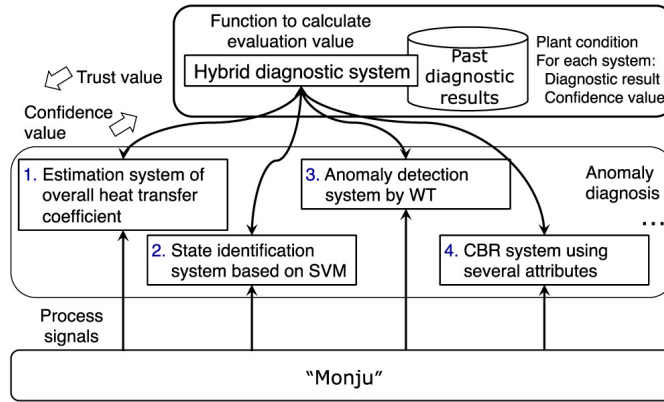 Function to calculate
evaluation value
Hybrid diagnostic system
Past
diagnostic
results
Plant condition
For each system:
Diagnostic result
Confidence value
Trust value
Confidence
value
1. Estimation system of
overall heat transfer
coefficient
2. State identification
system based on SVM
3. Anomaly detection
system by WT
4. CBR system using
several attributes
Anomaly
diagnosis
...
Process
signals
“Monju”